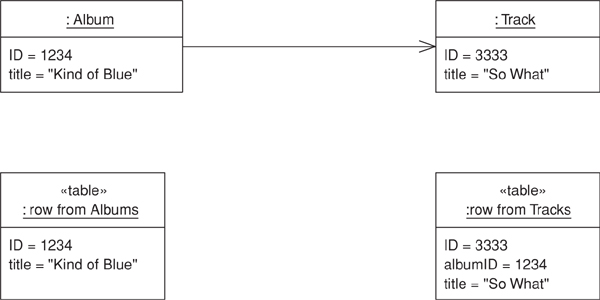 : Album
ID = 1234
title = "Kind of Blue"
: Track
ID = 3333
title = "So What"
«table»
: row from Albums
ID = 1234
title = "Kind of Blue"
«table»
:row from Tracks
ID = 3333
albumID = 1234
title = "So What"